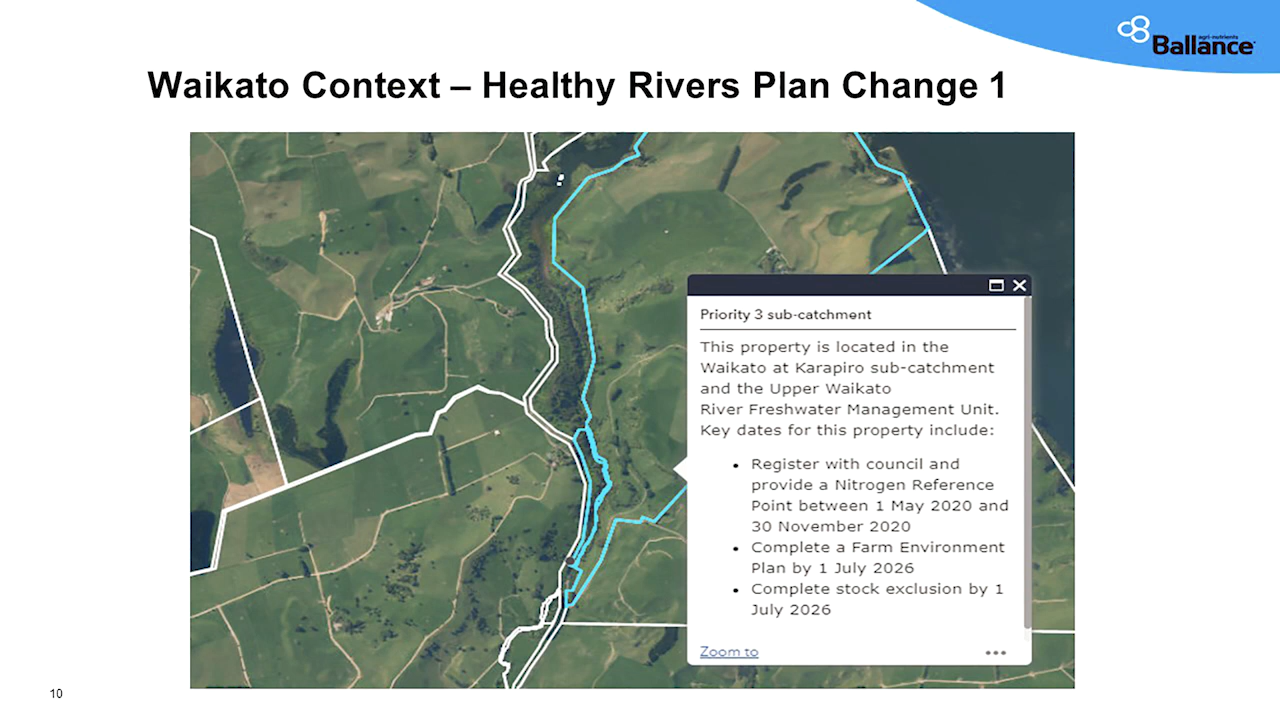 agri-nutrients
Ballance
Waikato Context – Healthy Rivers Plan Change 1
Priority 3 sub-catchment
This property is located in the
Waikato at Karapiro sub-catchment
and the Upper Waikato
River Freshwater Management Unit.
Key dates for this property include:
• Register with council and
provide a Nitrogen Reference
Point between 1 May 2020 and
30 November 2020
• Complete a Farm Environment
Plan by 1 July 2026
• Complete stock exclusion by 1
July 2026
Zoom to
10